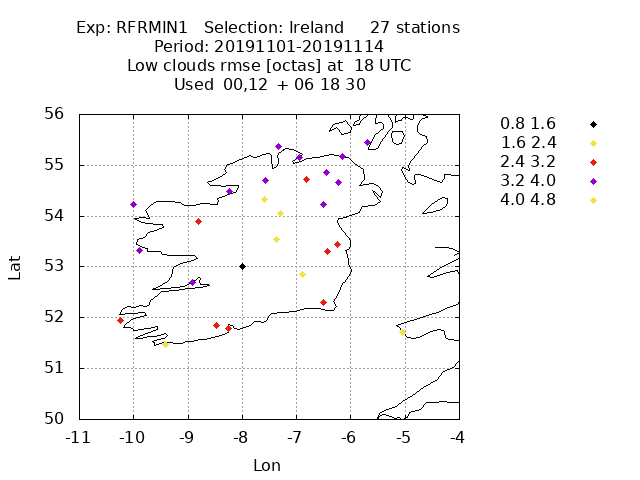 Exp: RFRMIN1 Selection: Ireland 27 stations
Period: 20191101-20191114
Low clouds rmse [octas] at 18 UTC
Used 00,12 + 06 18 30
0.8 1.6
1.6 2.4
2.4 3.2
3.2 4.0
4.0 4.8
56
55
54
53
52
51
50
Lat
-11 -10 -9 -8 -7 -6 -5 -4
Lon